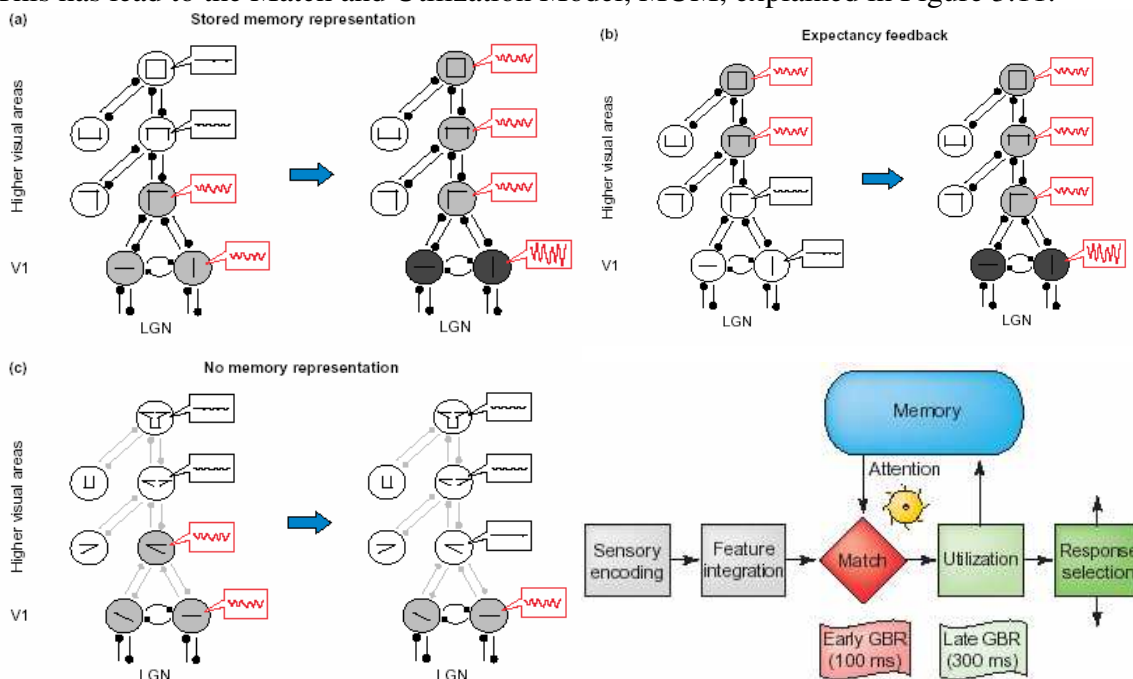 This has lead to the Match and Utilization Model, MUM, explained in Figure 3.11.
(a)
Stored memory representation
Higher visual areas
V1
LGN
(b)
Expectancy feedback
Higher visual areas
V1
LGN
(c)
No memory representation
Higher visual areas
V1
LGN
Memory
Attention
Sensory
encoding
Feature
integration
Match
Utilization
Response
selection
Early GBR
(100 ms)
Late GBR
(300 ms)